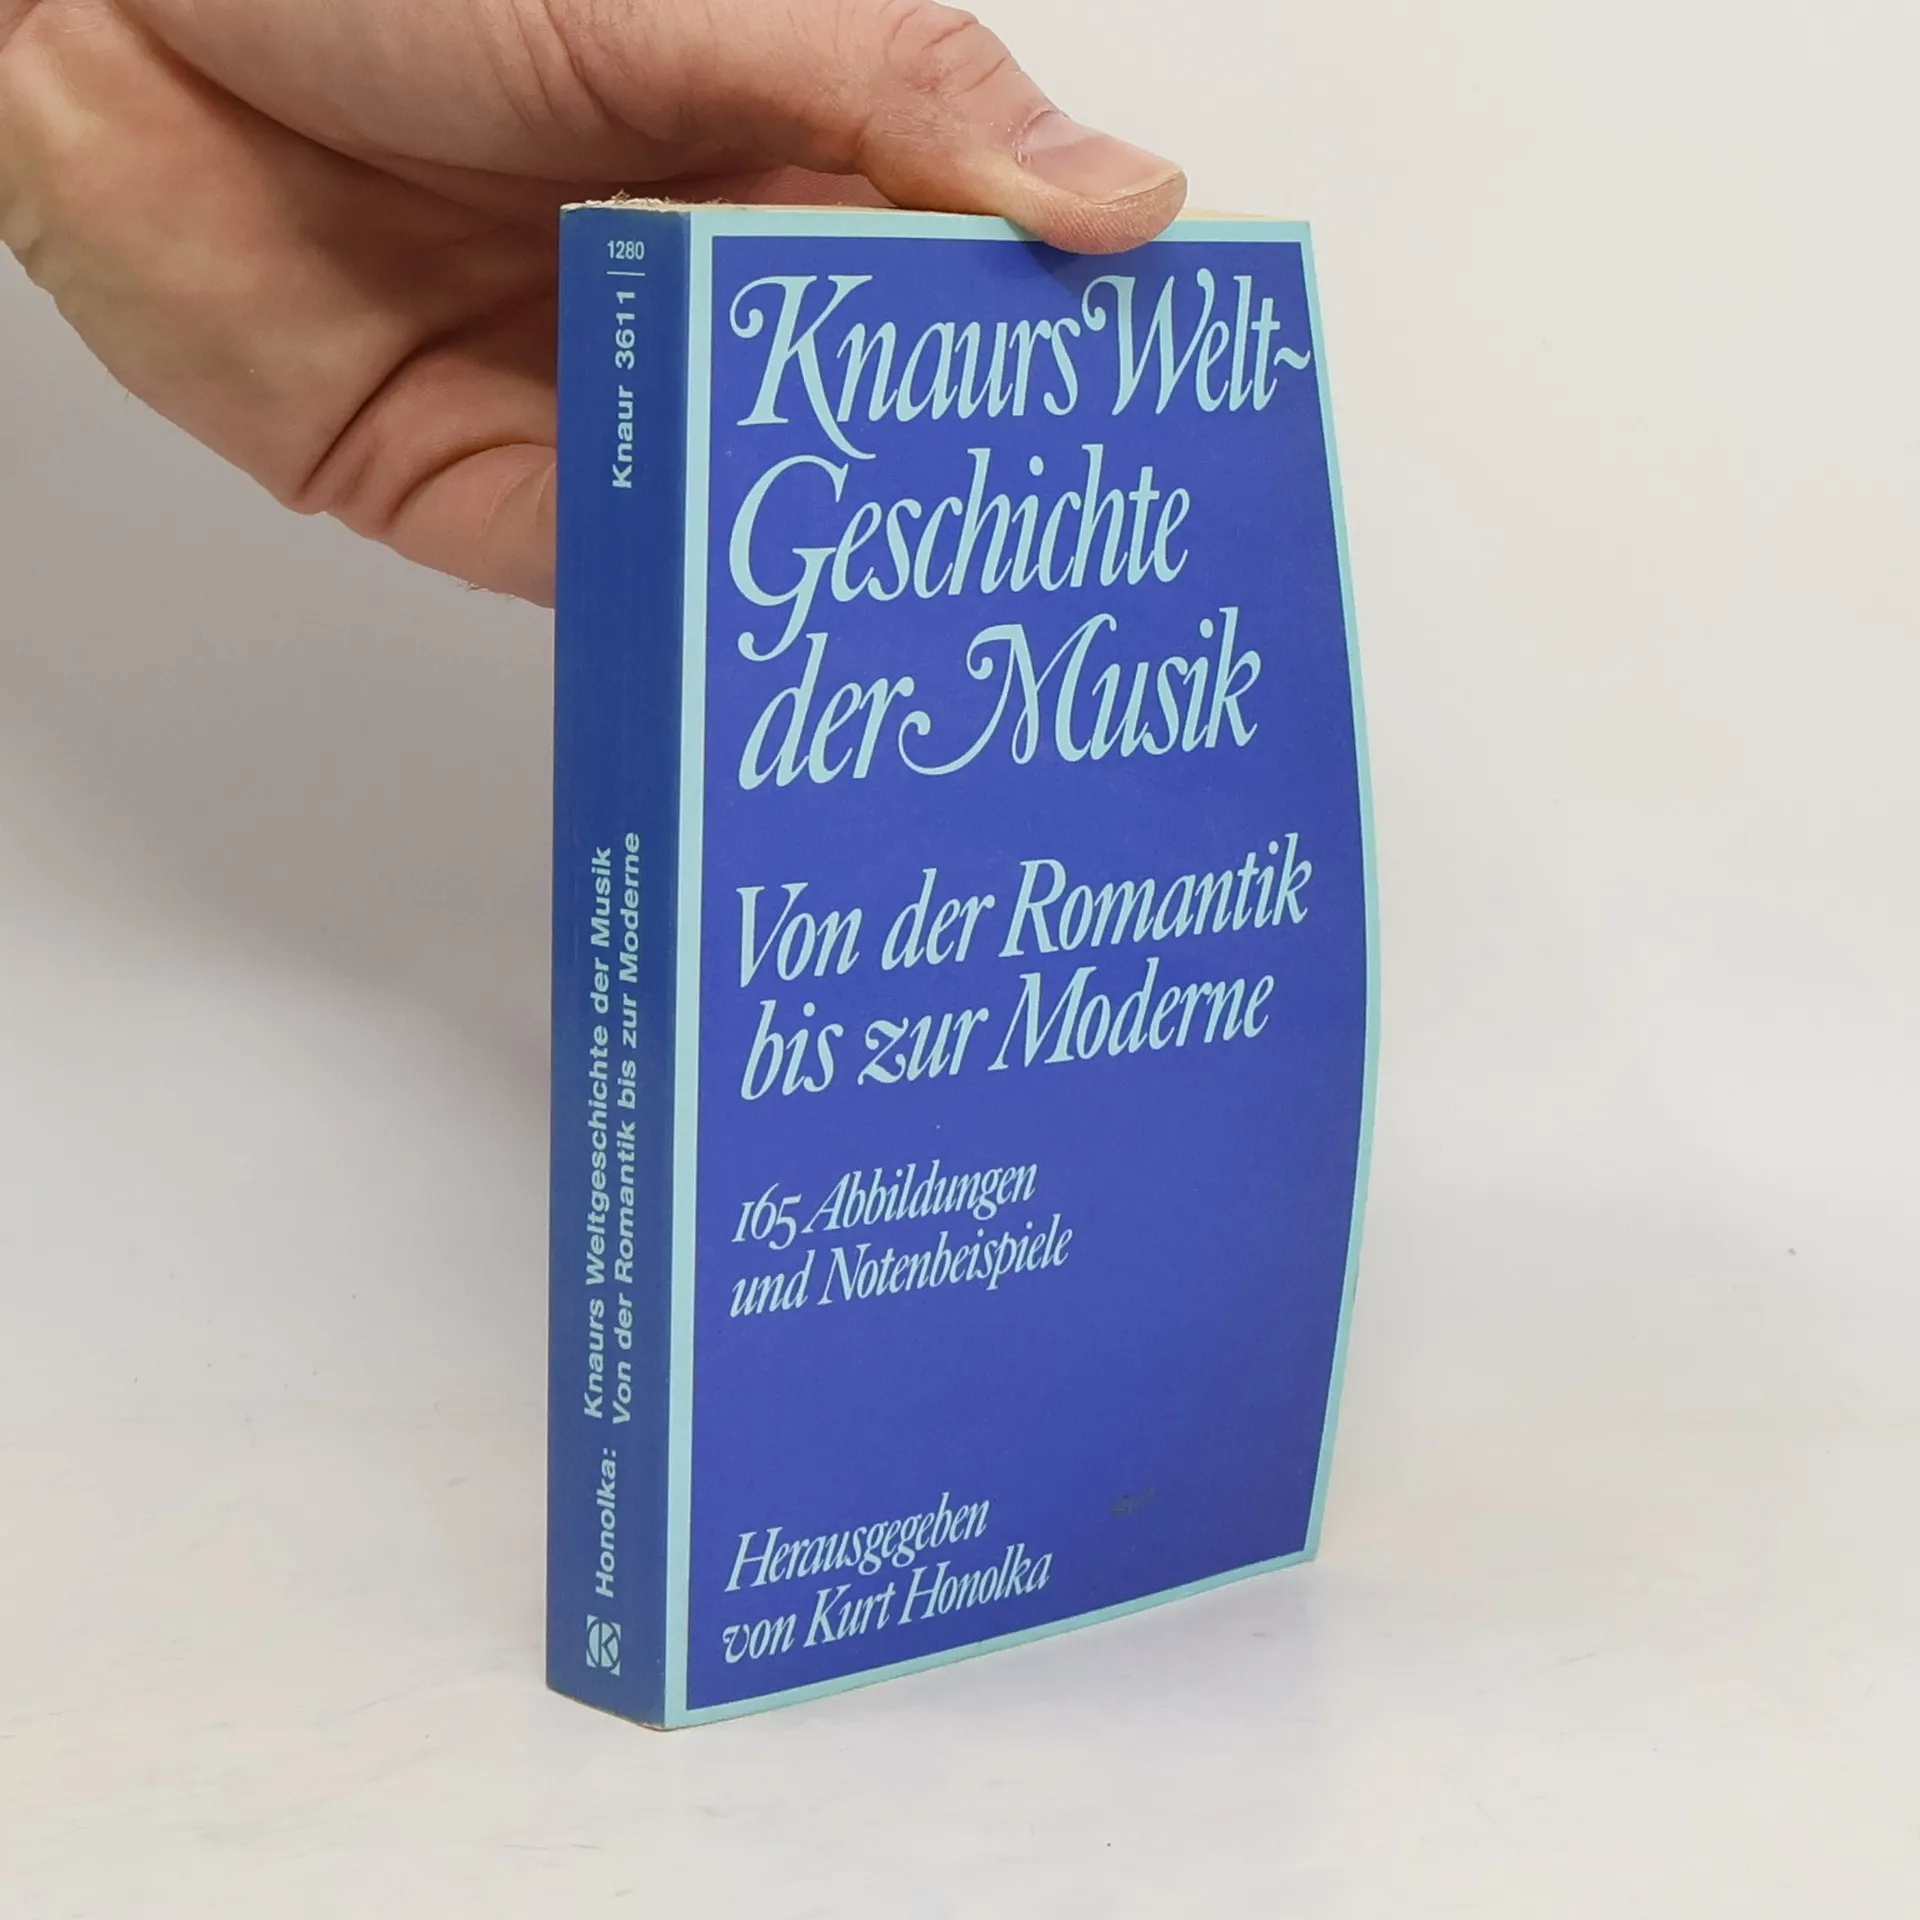 Knaurs Welt~
Geschichte
der Musik
Von der Romantik
bis zur Moderne
165 Abbildungen
und Notenbeispiele
Herausgegeben
von Kurt Honolka
1280
Knaur 3611
Honolka:
Knaurs Weltgeschichte der Musik
Von der Romantik bis zur Moderne
K